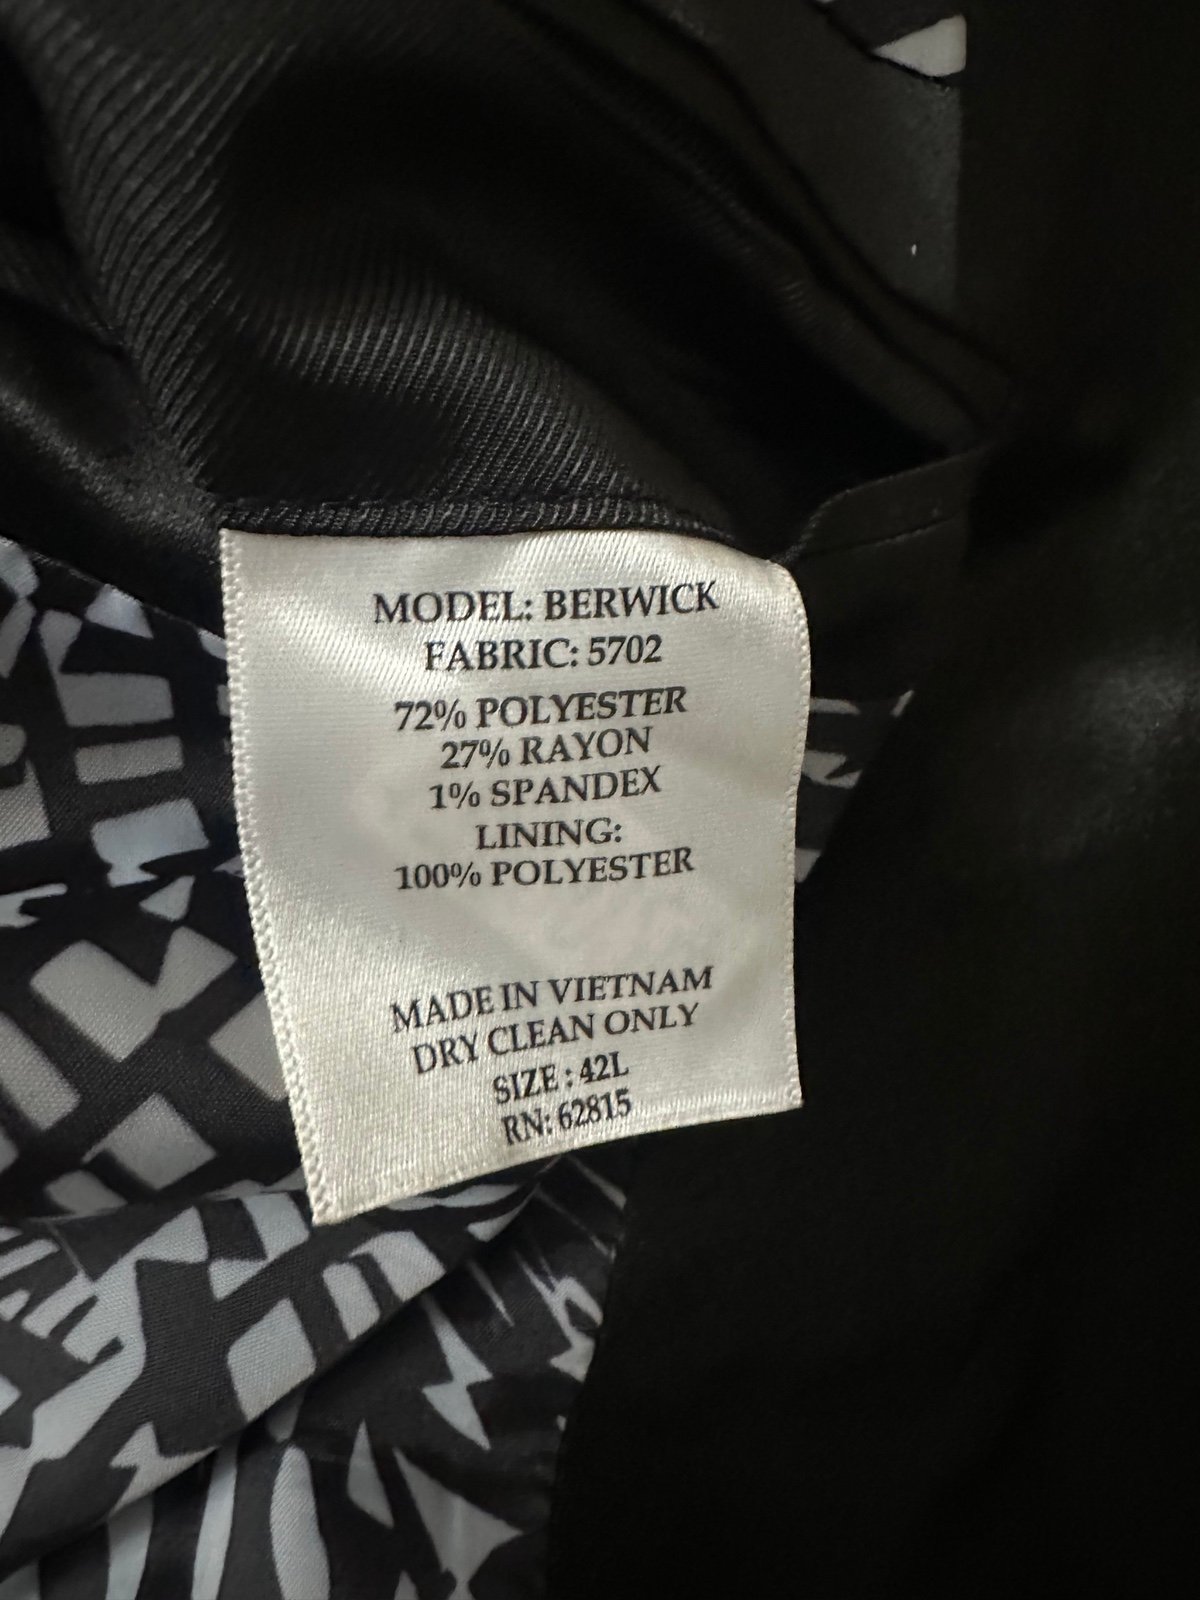 MODEL: BERWICK
FABRIC: 5702
72% POLYESTER
27% RAYON
1% SPANDEX
LINING:
100% POLYESTER
MADE IN VIETNAM
DRY CLEAN ONLY
SIZE : 42L
RN: 62815